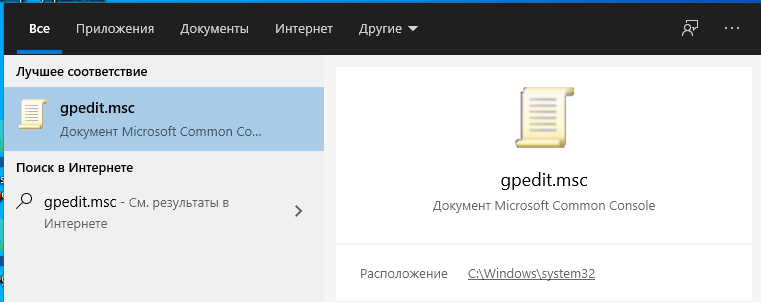 Все Приложения Документы Интернет Другие
Лучшее соответствие
gpedit.msc
Документ Microsoft Common Co...
Поиск в Интернете
gpedit.msc - См. результаты в
Интернете
gpedit.msc
Документ Microsoft Common Console
Расположение C:\Windows\system32